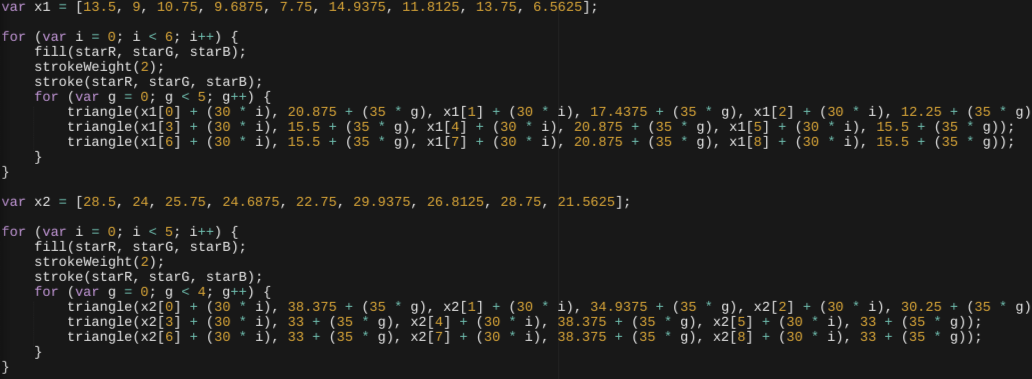 var x1 = [13.5, 9, 10.75, 9.6875, 7.75, 14.9375, 11.8125, 13.75, 6.5625];
for (var i = 0; i < 6; i++) {
fill(starR, starG, starB);
strokeWeight(2);
stroke(starR, starG, starB);
for (var g = 0; g < 5; g++) {
triangle(x1[0] + (30 * i), 20.875 + (35 * g), x1[1] + (30 * i), 17.4375 + (35 * g), x1[2] + (30 * i), 12.25 + (35 * g)
triangle(x1[3] + (30 * i), 15.5 + (35 * g), x1[4] + (30 * i), 20.875 + (35 * g), x1[5] + (30 * i), 15.5 + (35 * g));
triangle(x1[6] + (30 * i), 15.5 + (35 * g), x1[7] + (30 * i), 20.875 + (35 * g), x1[8] + (30 * i), 15.5 + (35 * g));
}
}
var x2 = [28.5, 24, 25.75, 24.6875, 22.75, 29.9375, 26.8125, 28.75, 21.5625];
for (var i = 0; i < 5; i++) {
fill(starR, starG, starB);
strokeWeight(2);
stroke(starR, starG, starB);
for (var g = 0; g < 4; g++) {
triangle(x2[0] + (30 * i), 38.375 + (35 * g), x2[1] + (30 * i), 34.9375 + (35 * g), x2[2] + (30 * i), 30.25 + (35 * g)
triangle(x2[3] + (30 * i), 33 + (35 * g), x2[4] + (30 * i), 38.375 + (35 * g), x2[5] + (30 * i), 33 + (35 * g));
triangle(x2[6] + (30 * i), 33 + (35 * g), x2[7] + (30 * i), 38.375 + (35 * g), x2[8] + (30 * i), 33 + (35 * g));
}
}